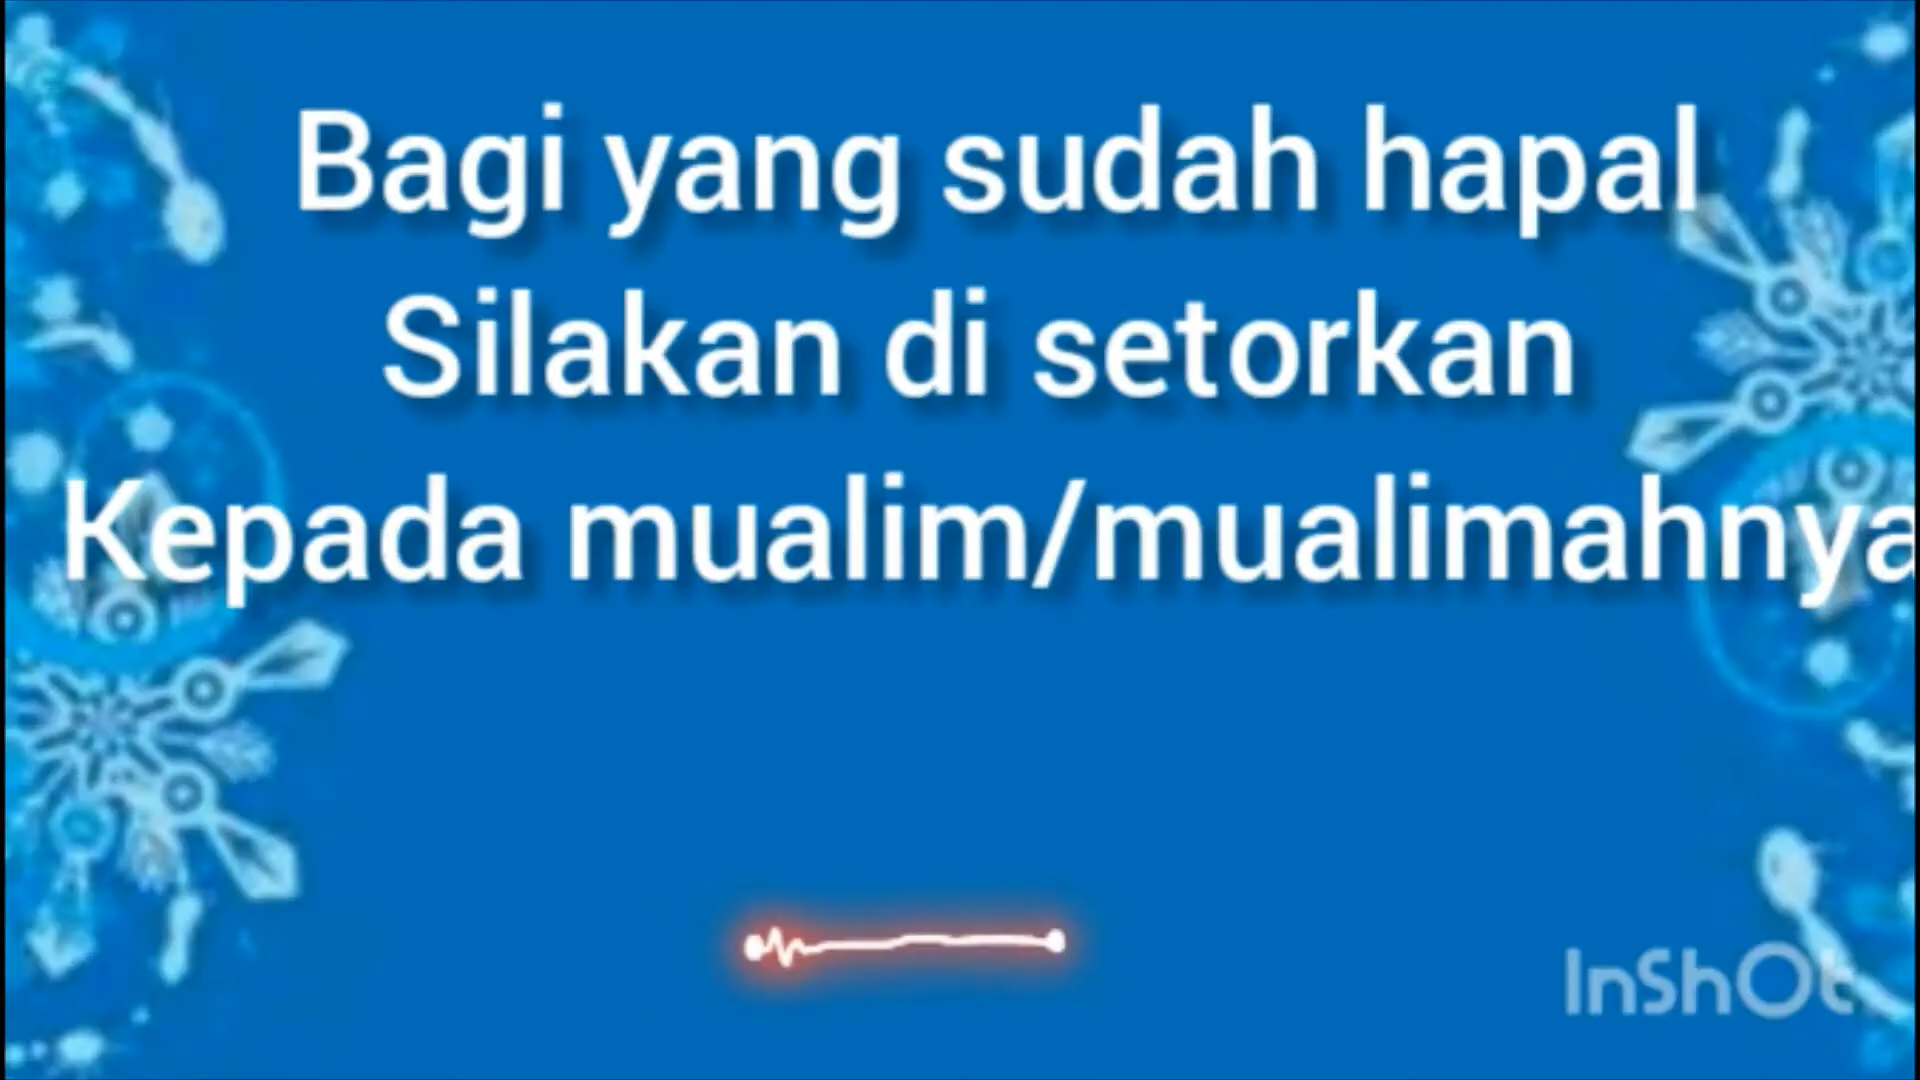 Bagi yang sudah hapal
Silakan di setorkan
Kepada mualim/mualimahnya
InShOt